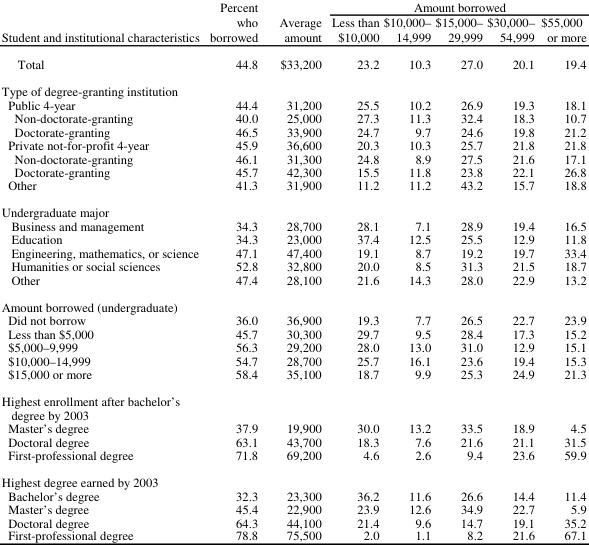 Percent Amount borrowed
who Average Less than $10,000– $15,000– $30,000– $55,000
Student and institutional characteristics borrowed amount $10,000 14,999 29,999 54,999 or more
Total 44.8 $33,200 23.2 10.3 27.0 20.1 19.4
Type of degree-granting institution
Public 4-year 44.4 31,200 25.5 10.2 26.9 19.3 18.1
Non-doctorate-granting 40.0 25,000 27.3 11.3 32.4 18.3 10.7
Doctorate-granting 46.5 33,900 24.7 9.7 24.6 19.8 21.2
Private not-for-profit 4-year 45.9 36,600 20.3 10.3 25.7 21.8 21.8
Non-doctorate-granting 46.1 31,300 24.8 8.9 27.5 21.6 17.1
Doctorate-granting 45.7 42,300 15.5 11.8 23.8 22.1 26.8
Other 41.3 31,900 11.2 11.2 43.2 15.7 18.8
Undergraduate major
Business and management 34.3 28,700 28.1 7.1 28.9 19.4 16.5
Education 34.3 23,000 37.4 12.5 25.5 12.9 11.8
Engineering, mathematics, or science 47.1 47,400 19.1 8.7 19.2 19.7 33.4
Humanities or social sciences 52.8 32,800 20.0 8.5 31.3 21.5 18.7
Other 47.4 28,100 21.6 14.3 28.0 22.9 13.2
Amount borrowed (undergraduate)
Did not borrow 36.0 36,900 19.3 7.7 26.5 22.7 23.9
Less than $5,000 45.7 30,300 29.7 9.5 28.4 17.3 15.2
$5,000–9,999 56.3 29,200 28.0 13.0 31.0 12.9 15.1
$10,000–14,999 54.7 28,700 25.7 16.1 23.6 19.4 15.3
$15,000 or more 58.4 35,100 18.7 9.9 25.3 24.9 21.3
Highest enrollment after bachelor's
degree by 2003
Master's degree 37.9 19,900 30.0 13.2 33.5 18.9 4.5
Doctoral degree 63.1 43,700 18.3 7.6 21.6 21.1 31.5
First-professional degree 71.8 69,200 4.6 2.6 9.4 23.6 59.9
Highest degree earned by 2003
Bachelor's degree 32.3 23,300 36.2 11.6 26.6 14.4 11.4
Master's degree 45.4 22,900 23.9 12.6 34.9 22.7 5.9
Doctoral degree 64.3 44,100 21.4 9.6 14.7 19.1 35.2
First-professional degree 78.8 75,500 2.0 1.1 8.2 21.6 67.1